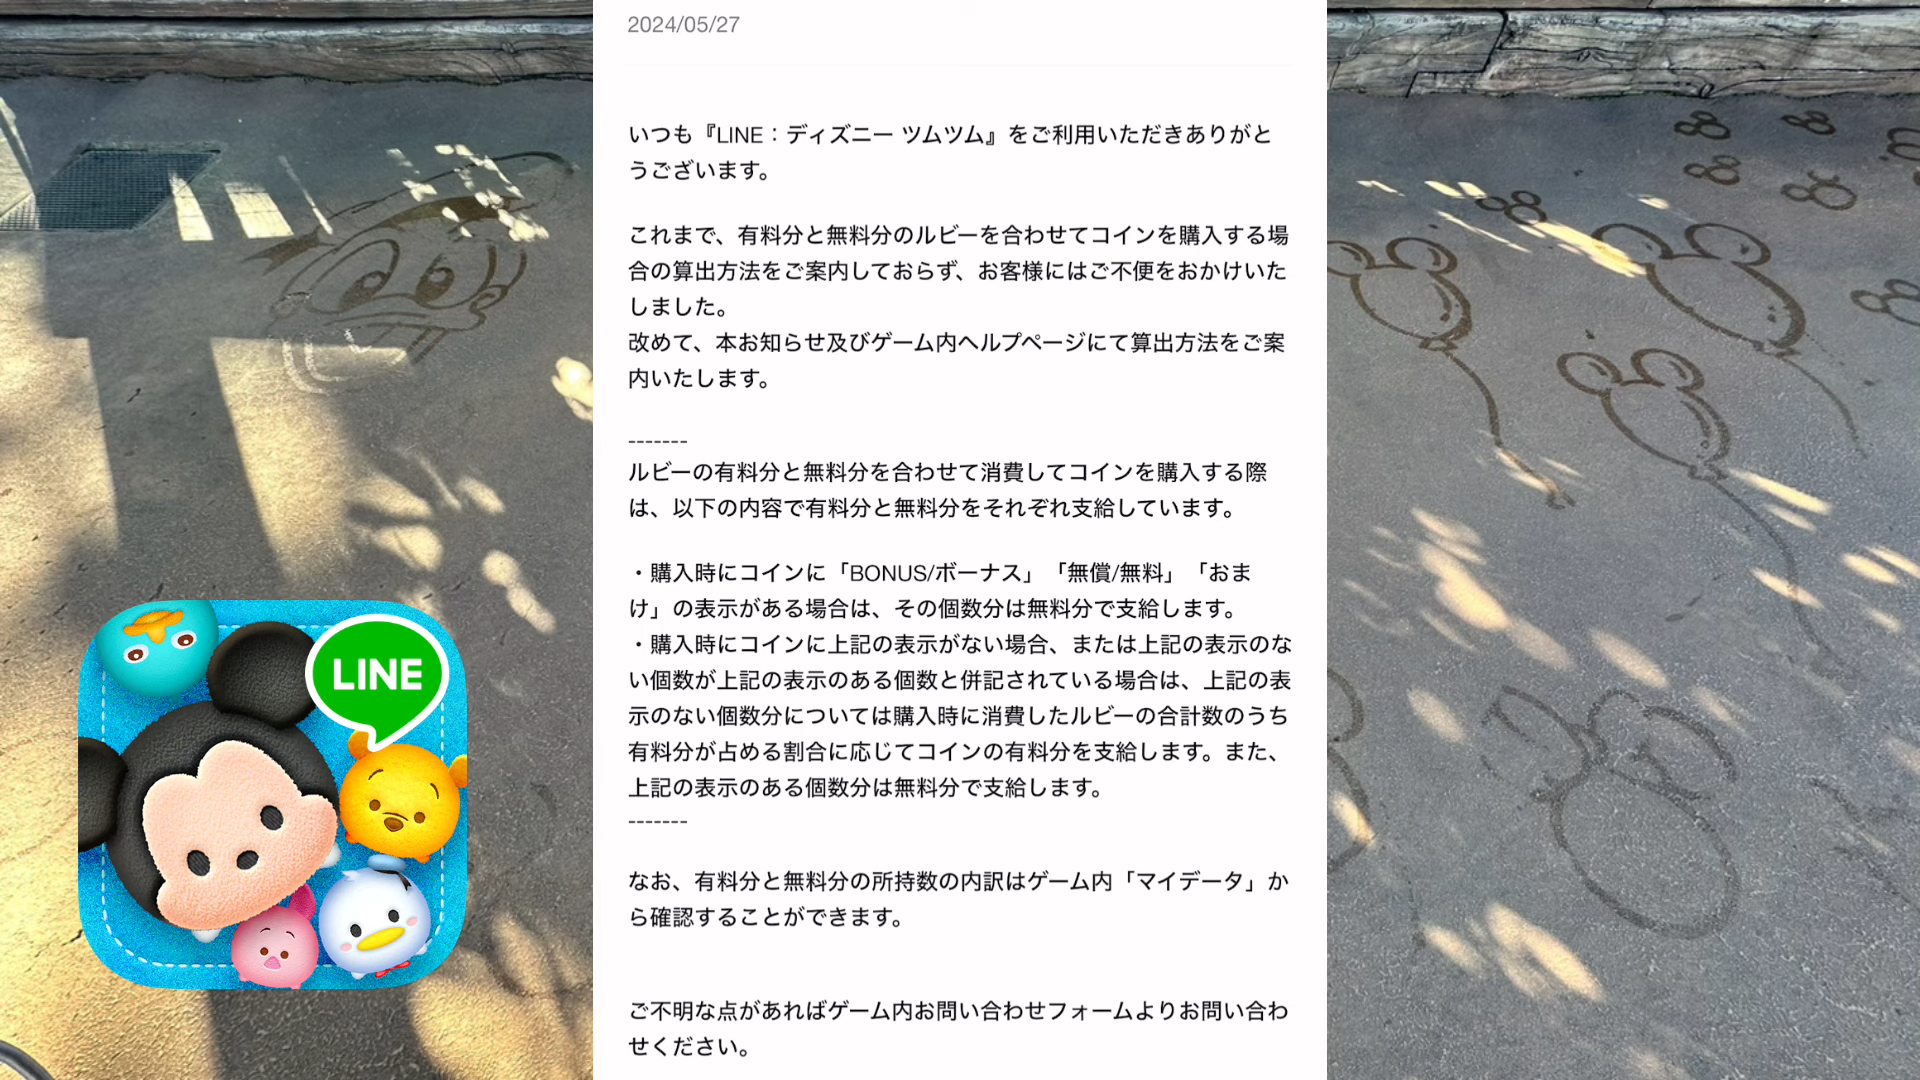 2024/05/27
いつも『LINE：ディズニー ツムツム』をご利用いただきありがと
うございます。
これまで、有料分と無料分のルビーを合わせてコインを購入する場
合の算出方法をご案内しておらず、お客様にはご不便をおかけいた
しました。
改めて、本お知らせ及びゲーム内ヘルプページにて算出方法をご案
内いたします。
-------
ルビーの有料分と無料分を合わせて消費してコインを購入する際
は、以下の内容で有料分と無料分をそれぞれ支給しています。
・購入時にコインに「BONUS/ボーナス」「無償/無料」「おま
け」の表示がある場合は、その個数分は無料分で支給します。
・購入時にコインに上記の表示がない場合、または上記の表示のな
い個数が上記の表示のある個数と併記されている場合は、上記の表
示のない個数分については購入時に消費したルビーの合計数のうち
有料分が占める割合に応じてコインの有料分を支給します。また、
上記の表示のある個数分は無料分で支給します。
-------
なお、有料分と無料分の所持数の内訳はゲーム内「マイデータ」か
ら確認することができます。
ご不明な点があればゲーム内お問い合わせフォームよりお問い合わ
せください。
LINE